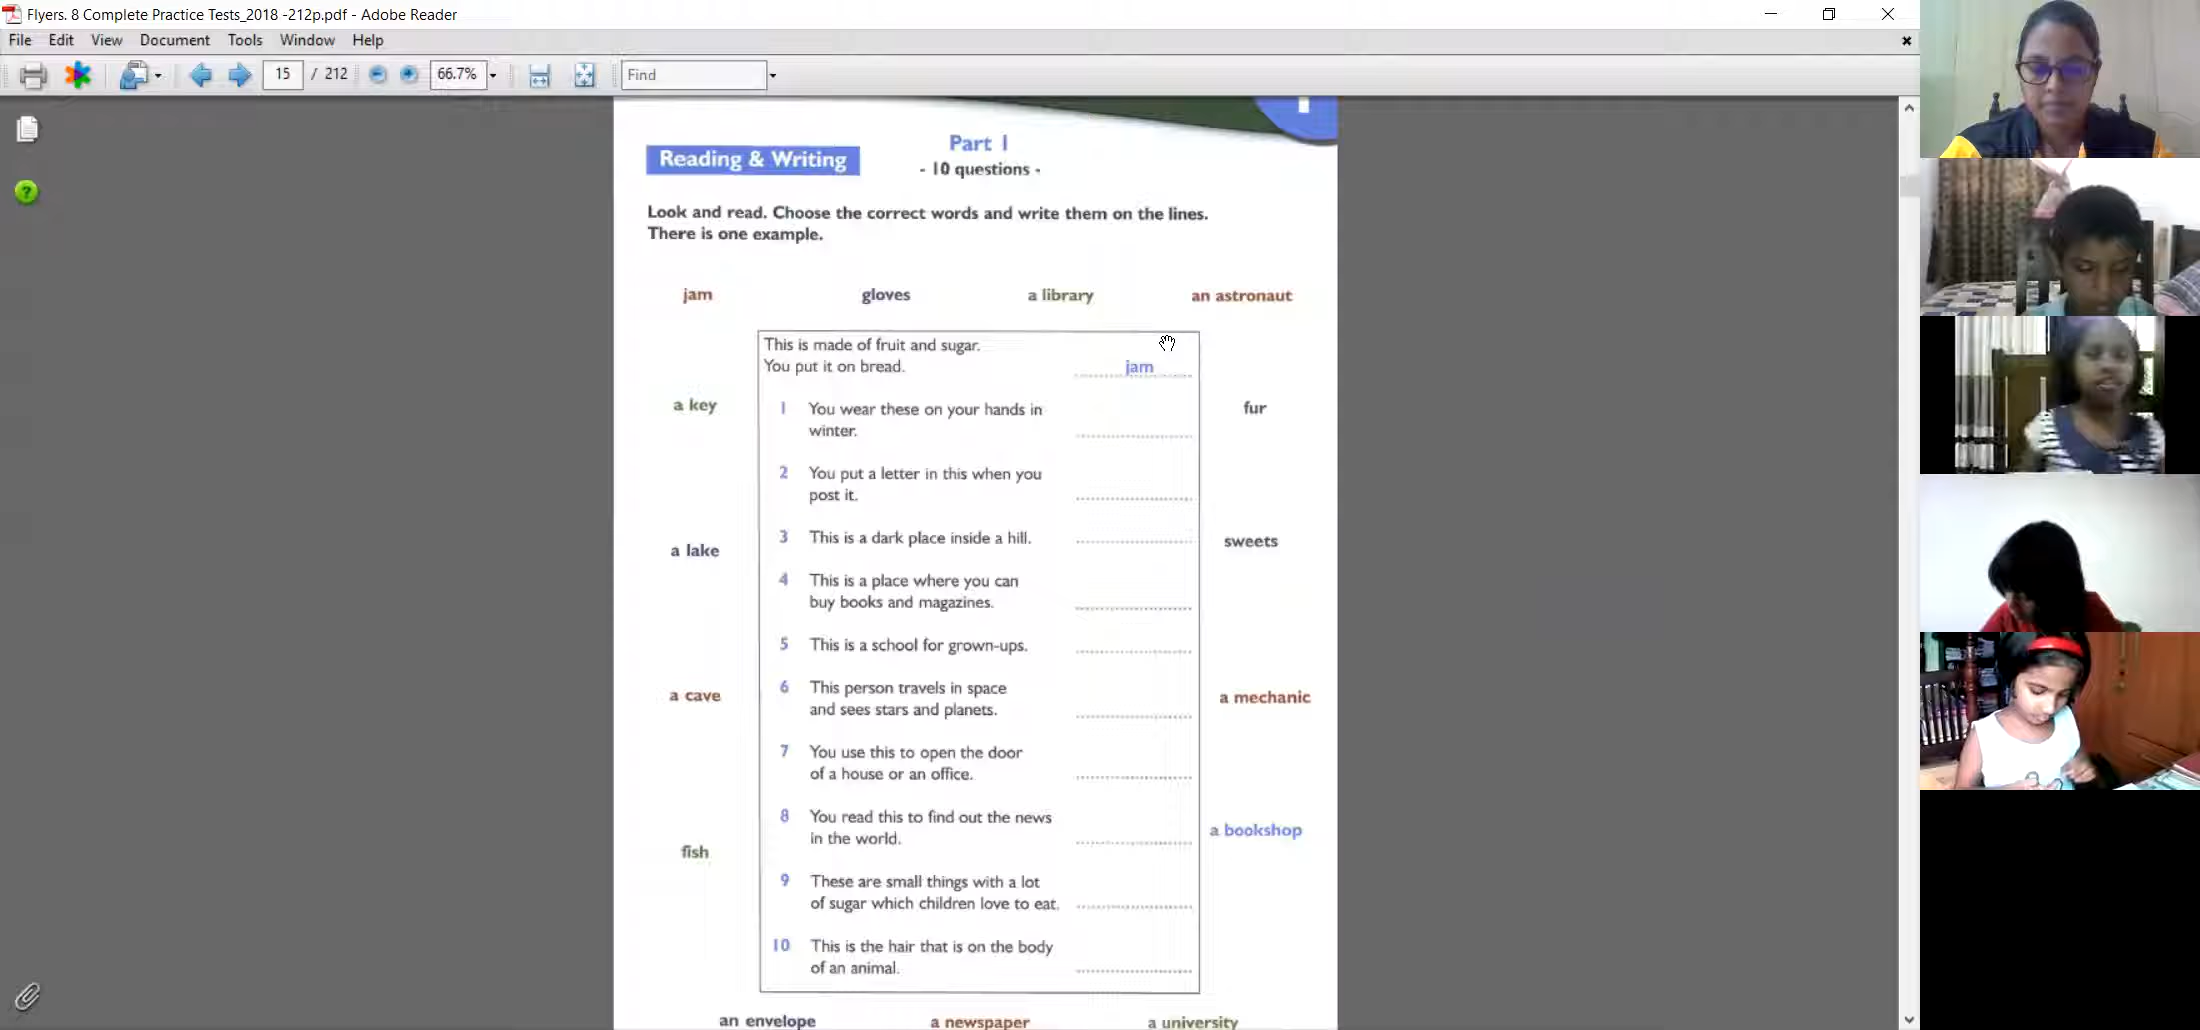 Flyers. 8 Complete Practice Tests_2018 -212p.pdf - Adobe Reader
File Edit View Document Tools Window Help
15 / 212 66.7% Find
Part 1
Reading & Writing
- 10 questions -
Look and read. Choose the correct words and write them on the lines.
There is one example.
jam gloves a library an astronaut
This is made of fruit and sugar.
You put it on bread. jam
a key 1 You wear these on your hands in fur
winter.
2 You put a letter in this when you
post it.
3 This is a dark place inside a hill. sweets
a lake
4 This is a place where you can
buy books and magazines.
5 This is a school for grown-ups.
6 This person travels in space
a cave a mechanic
and sees stars and planets.
7 You use this to open the door
of a house or an office.
8 You read this to find out the news
in the world. a bookshop
fish
9 These are small things with a lot
of sugar which children love to eat.
10 This is the hair that is on the body
of an animal.
an envelope a newspaper a university